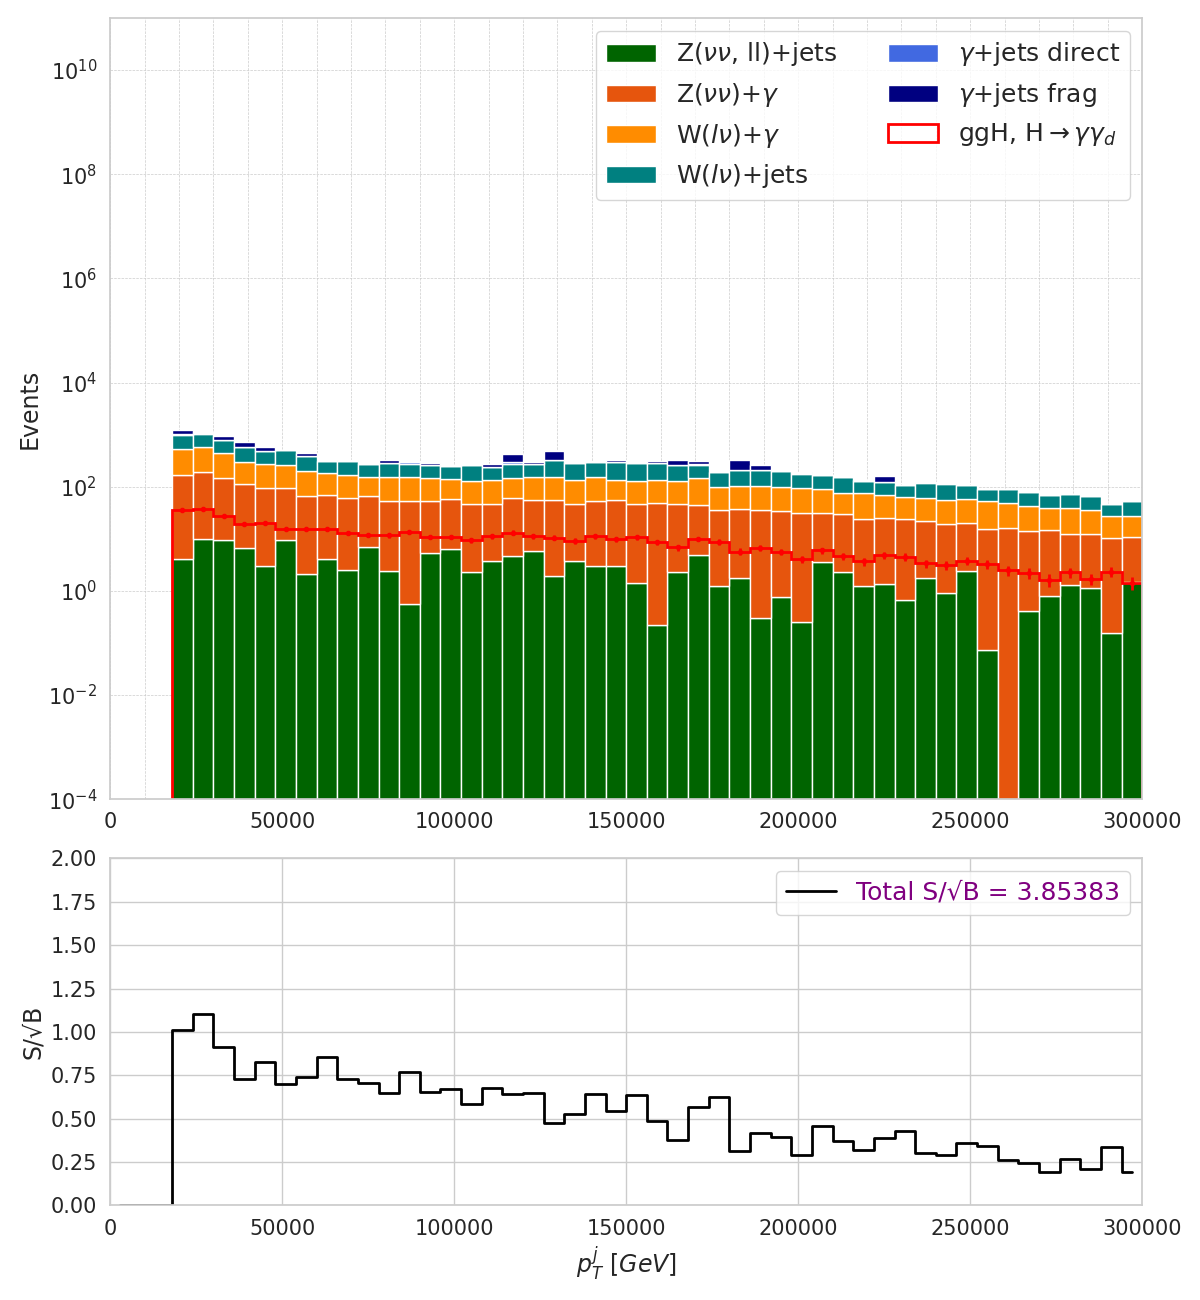 Z(νν, ll)+jets
Z(νν)+γ
W(lν)+γ
W(lν)+jets
γ+jets direct
γ+jets frag
ggH, H→γγ_d
Events
10^10
10^8
10^6
10^4
10^2
10^0
10^−2
10^−4
0 50000 100000 150000 200000 250000 300000
Total S/√B = 3.85383
S/√B
2.00
1.75
1.50
1.25
1.00
0.75
0.50
0.25
0.00
0 50000 100000 150000 200000 250000 300000
p_T^j [GeV]